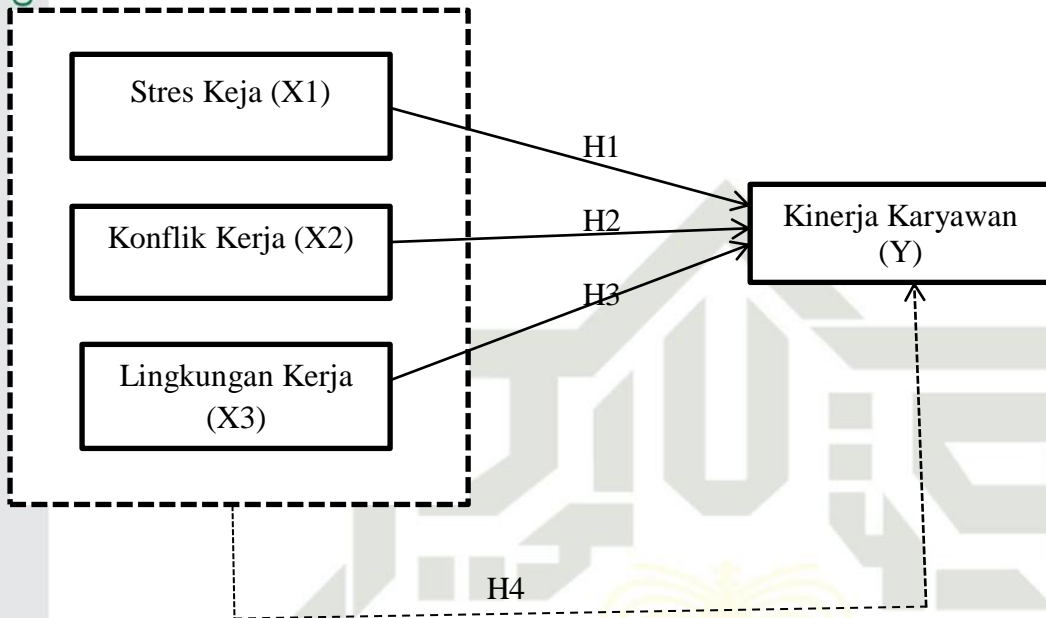 Stres Keja (X1)
H1
Kinerja Karyawan
(Y)
Konflik Kerja (X2)
H2
H3
Lingkungan Kerja
(X3)
H4